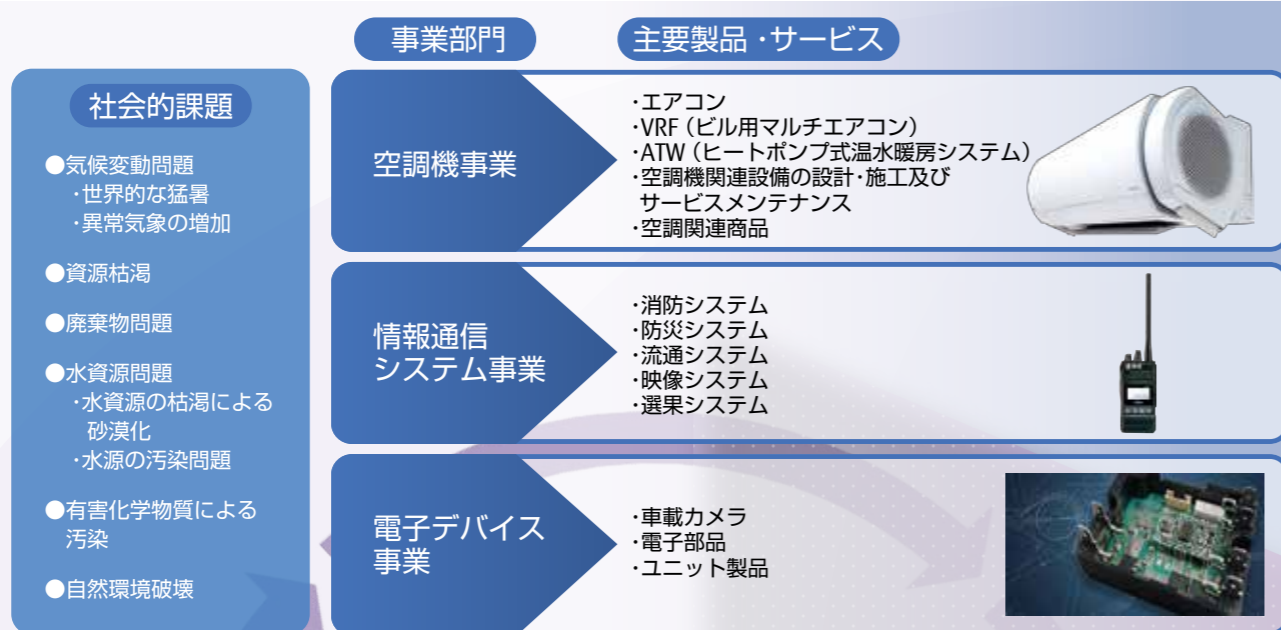 事業部門
主要製品・サービス
社会的課題
●気候変動問題
・世界的な猛暑
・異常気象の増加
●資源枯渇
●廃棄物問題
●水資源問題
・水資源の枯渇による
砂漠化
・水源の汚染問題
●有害化学物質による
汚染
●自然環境破壊
空調機事業
・エアコン
・VRF（ビル用マルチエアコン）
・ATW（ヒートポンプ式温水暖房システム）
・空調機関連設備の設計・施工及び
サービスメンテナンス
・空調関連商品
情報通信
システム事業
・消防システム
・防災システム
・流通システム
・映像システム
・選果システム
電子デバイス
事業
・車載カメラ
・電子部品
・ユニット製品